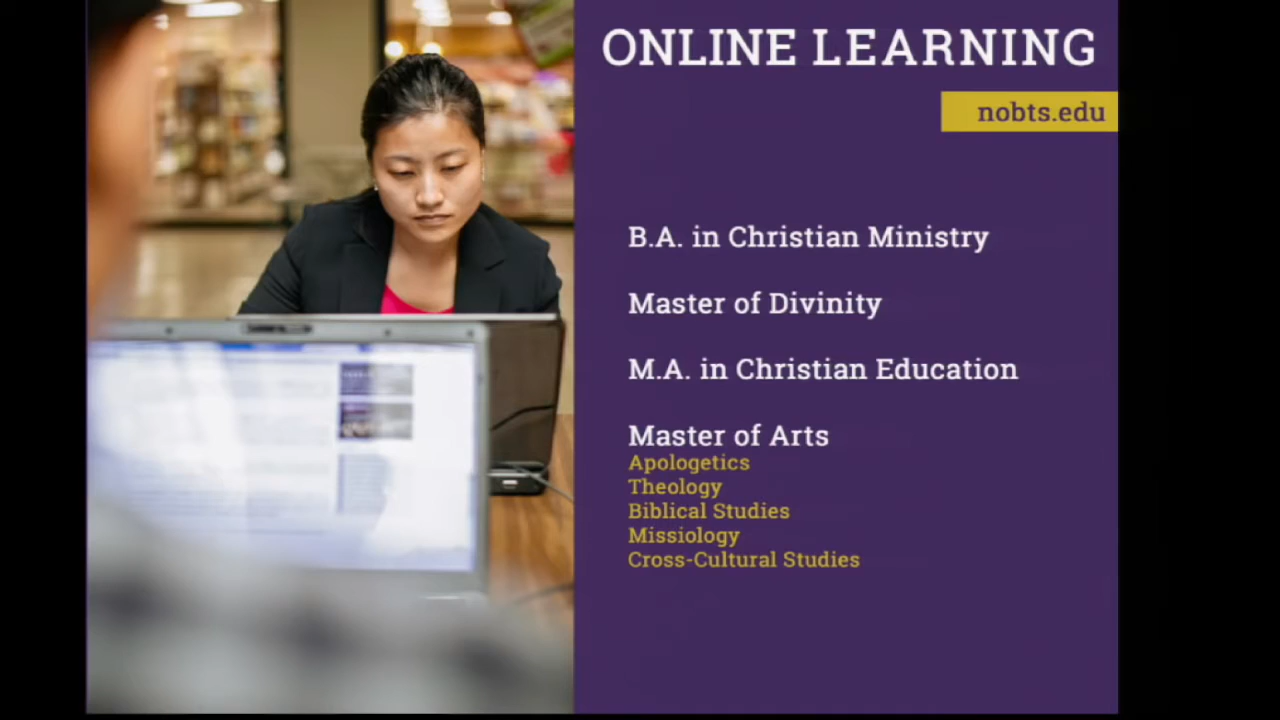 ONLINE LEARNING
nobts.edu
B.A. in Christian Ministry
Master of Divinity
M.A. in Christian Education
Master of Arts
Apologetics
Theology
Biblical Studies
Missiology
Cross-Cultural Studies